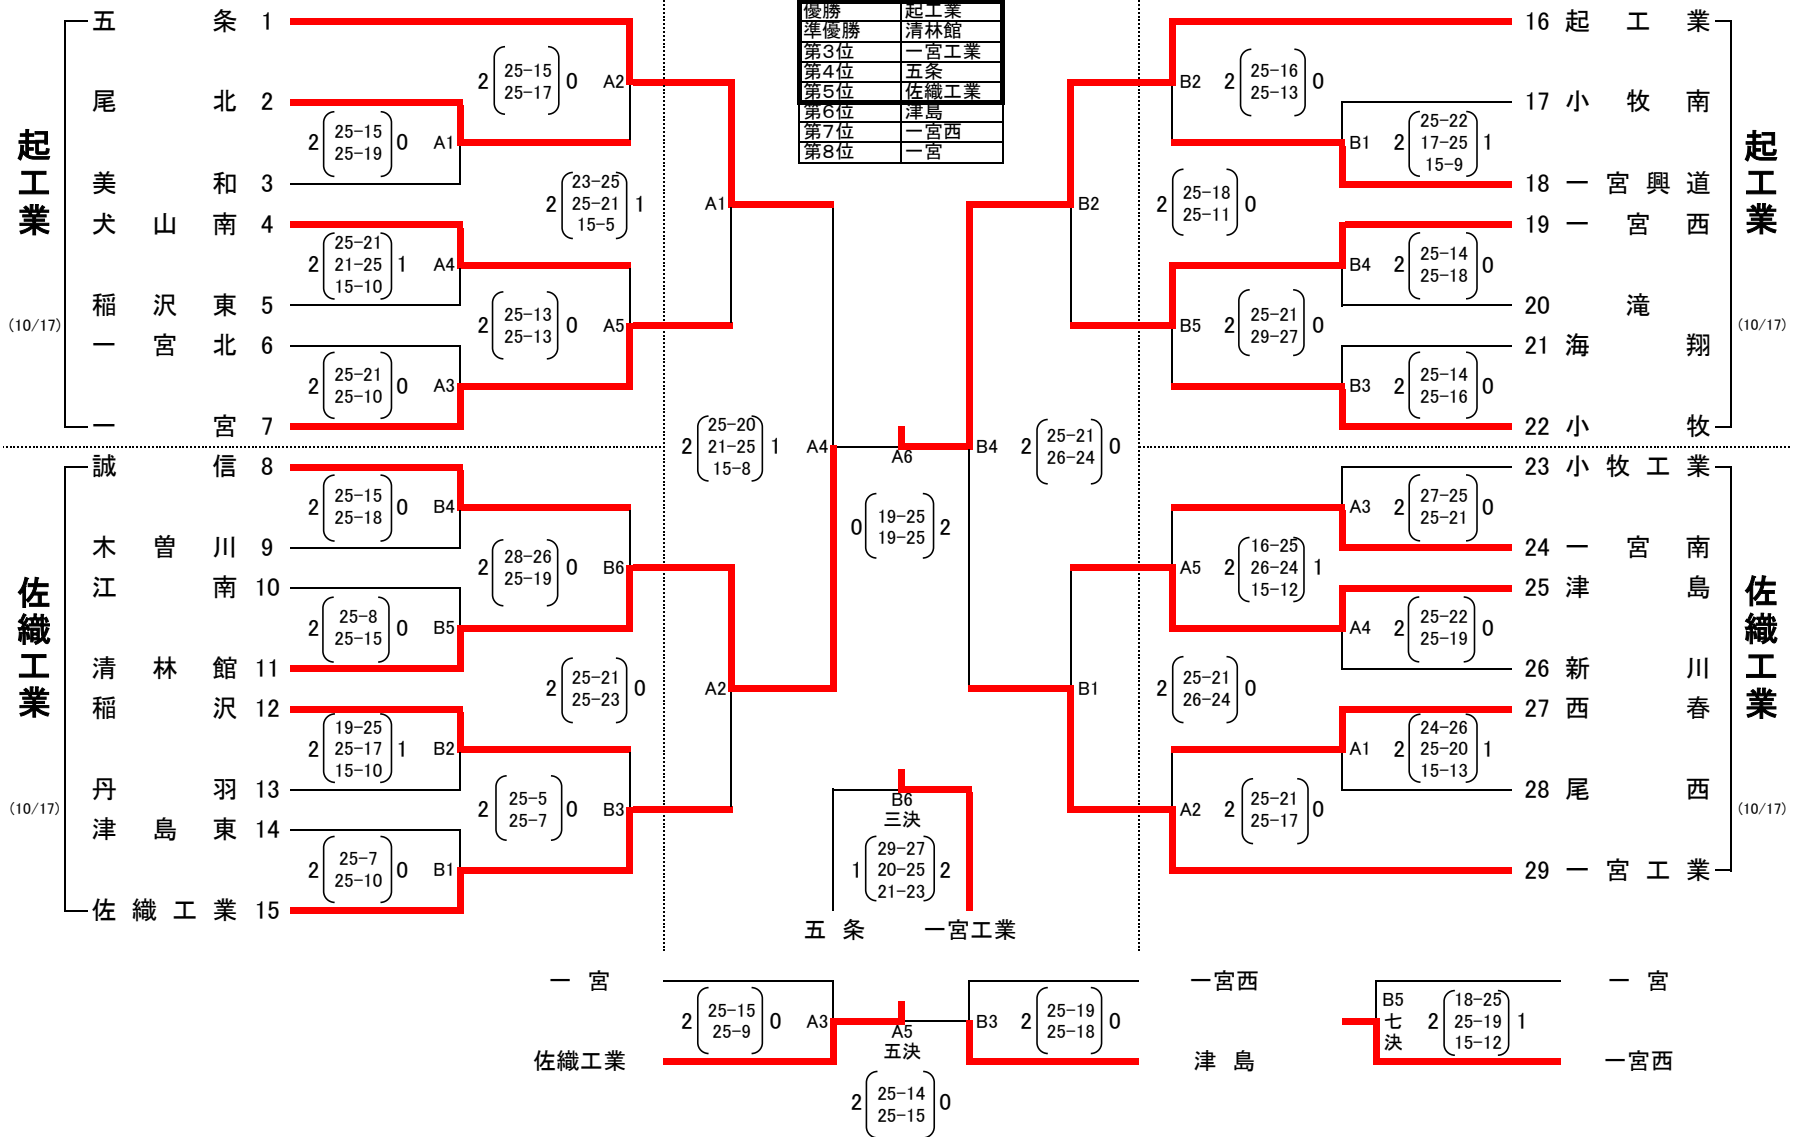 優勝 起工業
準優勝 清林館
第3位 一宮工業
第4位 五条
第5位 佐織工業
第6位 津島
第7位 一宮西
第8位 一宮
起工業
(10/17)
五条 1
尾北 2
美和 3
犬山南 4
稲沢東 5
一宮北 6
一宮 7
2 25-15 25-17 0 A2
2 25-15 25-19 0 A1
2 23-25 25-21 15-5 1 A1
2 25-21 21-25 15-10 1 A4
2 25-13 25-13 0 A5
2 25-21 25-10 0 A3
佐織工業
(10/17)
誠信 8
木曽川 9
江南 10
清林館 11
稲沢 12
丹羽 13
津島東 14
佐織工業 15
2 25-15 25-18 0 B4
2 28-26 25-19 0 B6
2 25-8 25-15 0 B5
2 25-21 25-23 0 A2
2 19-25 25-17 15-10 1 B2
2 25-5 25-7 0 B3
2 25-7 25-10 0 B1
2 25-20 21-25 15-8 1 A4
A6
0 19-25 19-25 2
B4 2 25-21 26-24 0
起工業
(10/17)
16 起工業
17 小牧南
18 一宮興道
19 一宮西
20 滝
21 海翔
22 小牧
B2 2 25-16 25-13 0
B1 2 25-22 17-25 15-9 1
B2 2 25-18 25-11 0
B4 2 25-14 25-18 0
B5 2 25-21 29-27 0
B3 2 25-14 25-16 0
佐織工業
(10/17)
23 小牧工業
24 一宮南
25 津島
26 新川
27 西春
28 尾西
29 一宮工業
A3 2 27-25 25-21 0
A5 2 16-25 26-24 15-12 1
A4 2 25-22 25-19 0
B1 2 25-21 26-24 0
A1 2 24-26 25-20 15-13 1
A2 2 25-21 25-17 0
B6
三決
1 29-27 20-25 21-23 2
五条 一宮工業
一宮
佐織工業
2 25-15 25-9 0 A3
A5
五決
2 25-14 25-15 0
B3 2 25-19 25-18 0
一宮西
津島
B5
七決
2 18-25 25-19 15-12 1
一宮
一宮西